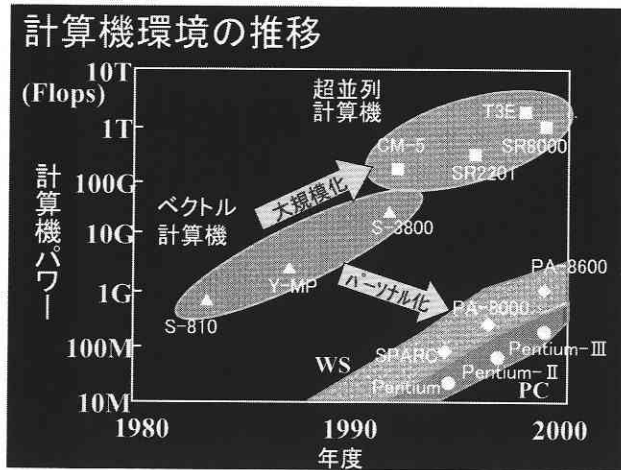 計算機環境の推移
10T
(Flops)
1T
100G
10G
1G
100M
10M
計算機パワー
超並列
計算機
T3E
CM-5
SR8000
SR2201
大規模化
ベクトル
計算機
S-3800
Y-MP
S-810
パーソナル化
PA-8600
PA-8000
SPARC
WS
Pentium-III
Pentium-II
Pentium
PC
1980
1990
2000
年度